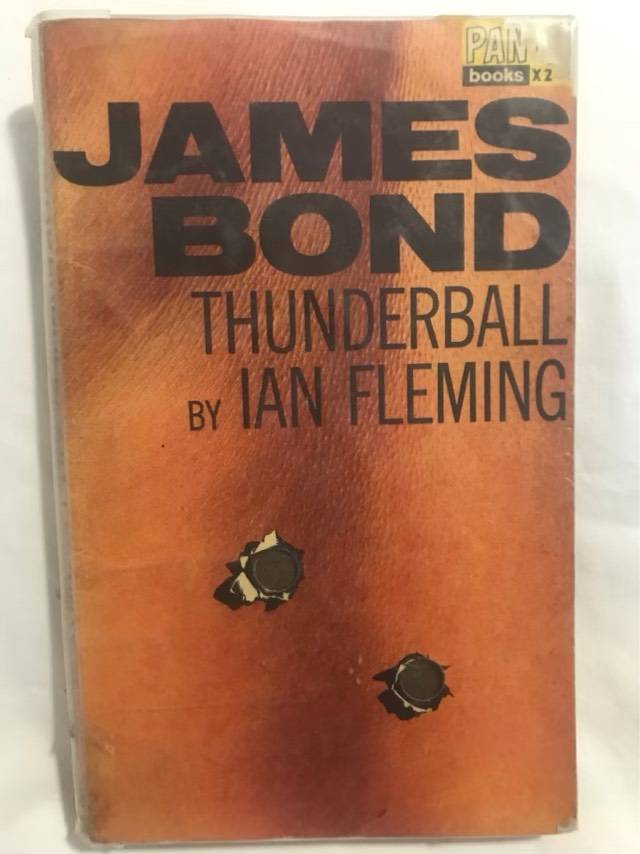 PAN
books X2
JAMES
BOND
THUNDERBALL
BY IAN FLEMING